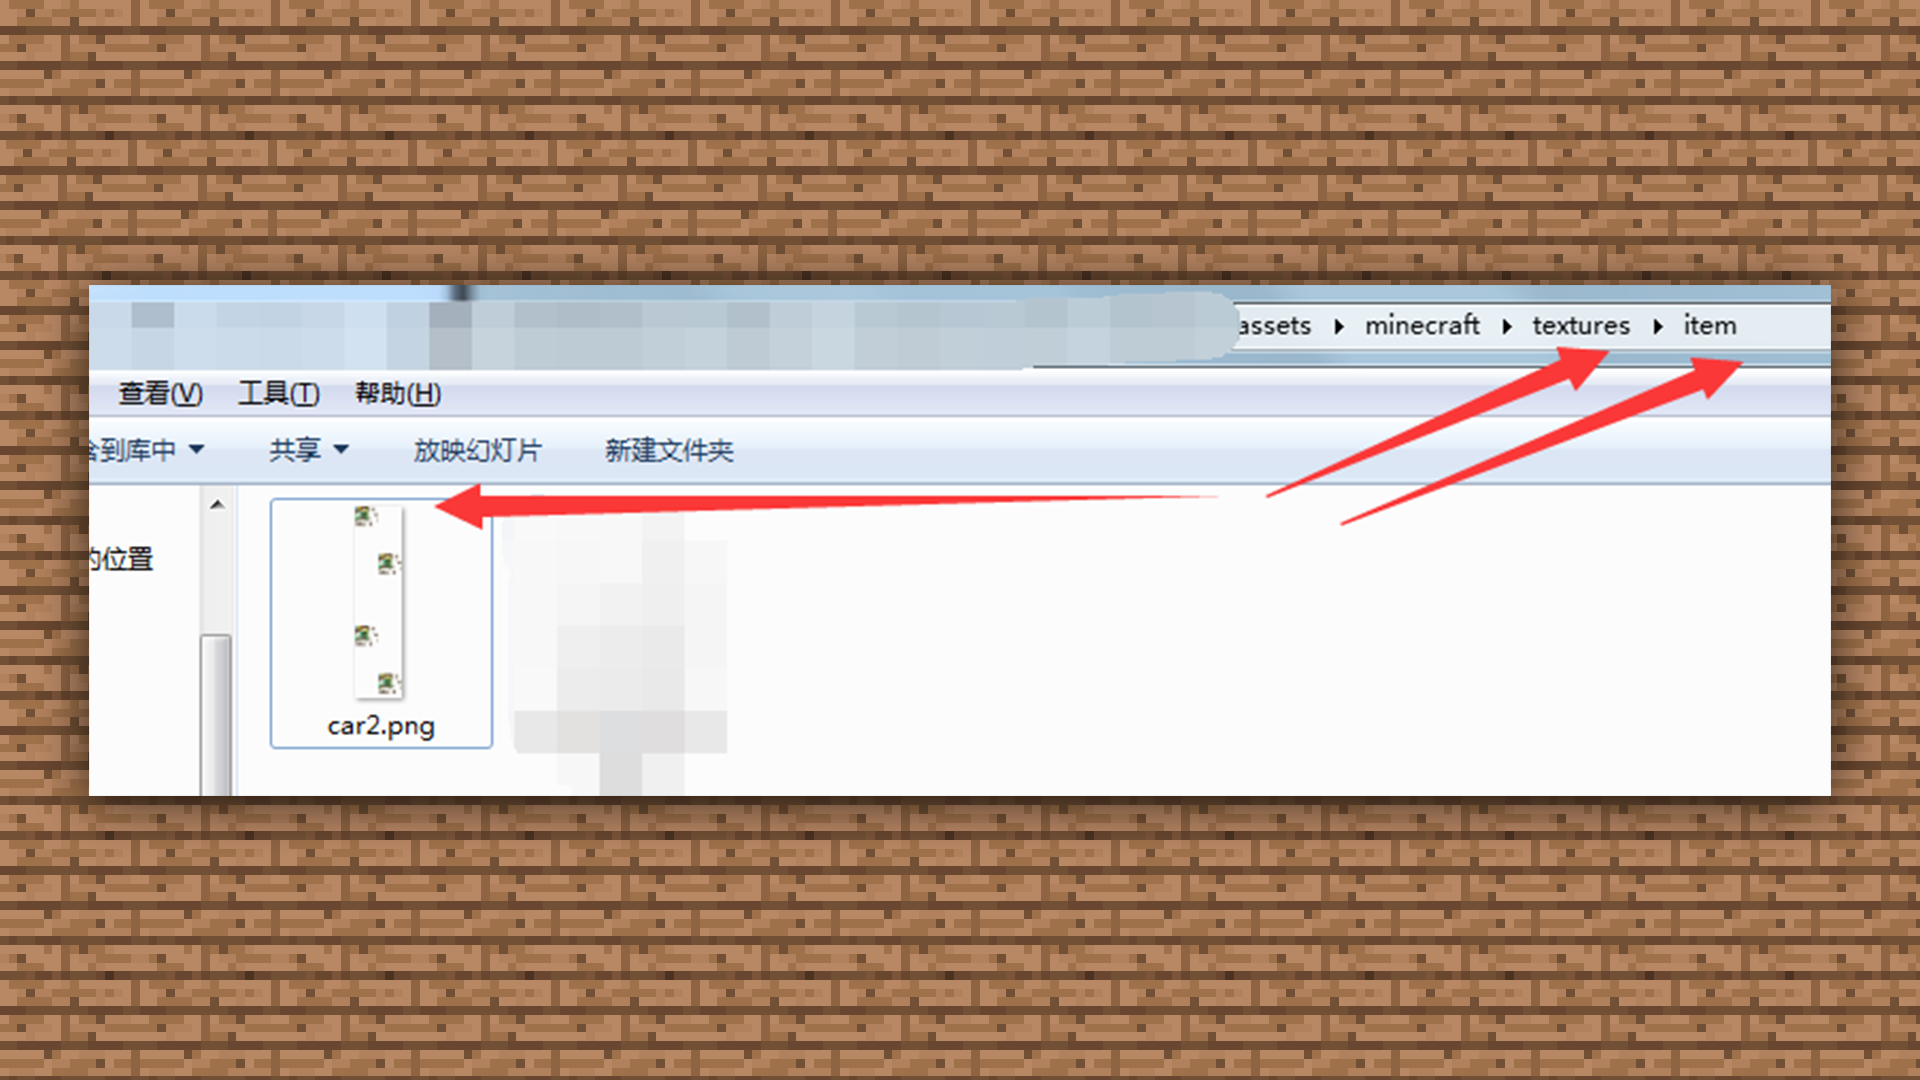 assets ▸ minecraft ▸ textures ▸ item
查看(V) 工具(T) 帮助(H)
含到库中 共享 放映幻灯片 新建文件夹
的位置
car2.png